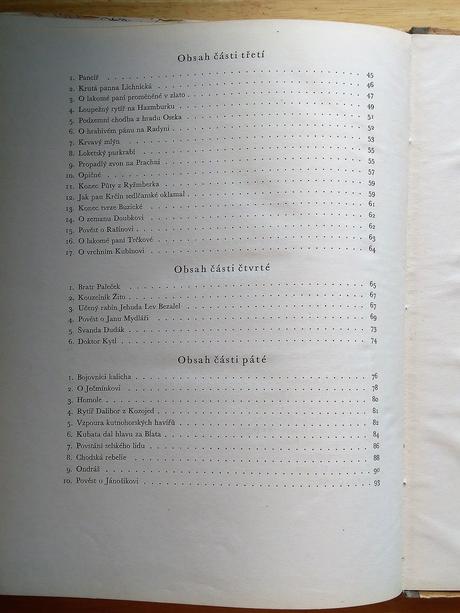 Obsah části třetí
1. Pancíř . . . . . . . . . . . . . . . . . . . . 45
2. Krutá panna Lichnická . . . . . . . . . . . . . . . . . . . . 46
3. O lakomé paní proměněné v zlato . . . . . . . . . . . . . . . . . . . . 47
4. Loupežný rytíř na Hazmburku . . . . . . . . . . . . . . . . . . . . 49
5. Podzemní chodba z hradu Oseka . . . . . . . . . . . . . . . . . . . . 51
6. O hrabivém pánu na Radyni . . . . . . . . . . . . . . . . . . . . 52
7. Krvavý mlýn . . . . . . . . . . . . . . . . . . . . 53
8. Loketský purkrabí . . . . . . . . . . . . . . . . . . . . 55
9. Propadlý zvon na Prachni . . . . . . . . . . . . . . . . . . . . 55
10. Opičné . . . . . . . . . . . . . . . . . . . . 57
11. Konec Půty z Ryžmberka . . . . . . . . . . . . . . . . . . . . 59
12. Jak pan Krčín sedlčanské oklamal . . . . . . . . . . . . . . . . . . . . 59
13. Konec tvrze Buzické . . . . . . . . . . . . . . . . . . . . 61
14. O zemanu Doubkovi . . . . . . . . . . . . . . . . . . . . 62
15. Pověst o Rašínovi . . . . . . . . . . . . . . . . . . . . 62
16. O lakomé paní Trčkové . . . . . . . . . . . . . . . . . . . . 63
17. O vrchním Kubínovi . . . . . . . . . . . . . . . . . . . . 64
Obsah části čtvrté
1. Bratr Paleček . . . . . . . . . . . . . . . . . . . . 65
2. Kouzelník Žito . . . . . . . . . . . . . . . . . . . . 67
3. Učený rabín Jehuda Lev Bezalel . . . . . . . . . . . . . . . . . . . . 67
4. Pověst o Janu Mydláři . . . . . . . . . . . . . . . . . . . . 69
5. Švanda Dudák . . . . . . . . . . . . . . . . . . . . 73
6. Doktor Kytl . . . . . . . . . . . . . . . . . . . . 74
Obsah části páté
1. Bojovníci kalicha . . . . . . . . . . . . . . . . . . . . 76
2. O Ječmínkovi . . . . . . . . . . . . . . . . . . . . 78
3. Homole . . . . . . . . . . . . . . . . . . . . 80
4. Rytíř Dalibor z Kozojed . . . . . . . . . . . . . . . . . . . . 81
5. Vzpoura kutnohorských havířů . . . . . . . . . . . . . . . . . . . . 82
6. Kubata dal hlavu za Blata . . . . . . . . . . . . . . . . . . . . 84
7. Povstání selského lidu . . . . . . . . . . . . . . . . . . . . 86
8. Chodská rebelie . . . . . . . . . . . . . . . . . . . . 88
9. Ondráš . . . . . . . . . . . . . . . . . . . . 90
10. Pověst o Jánošíkovi . . . . . . . . . . . . . . . . . . . . 93